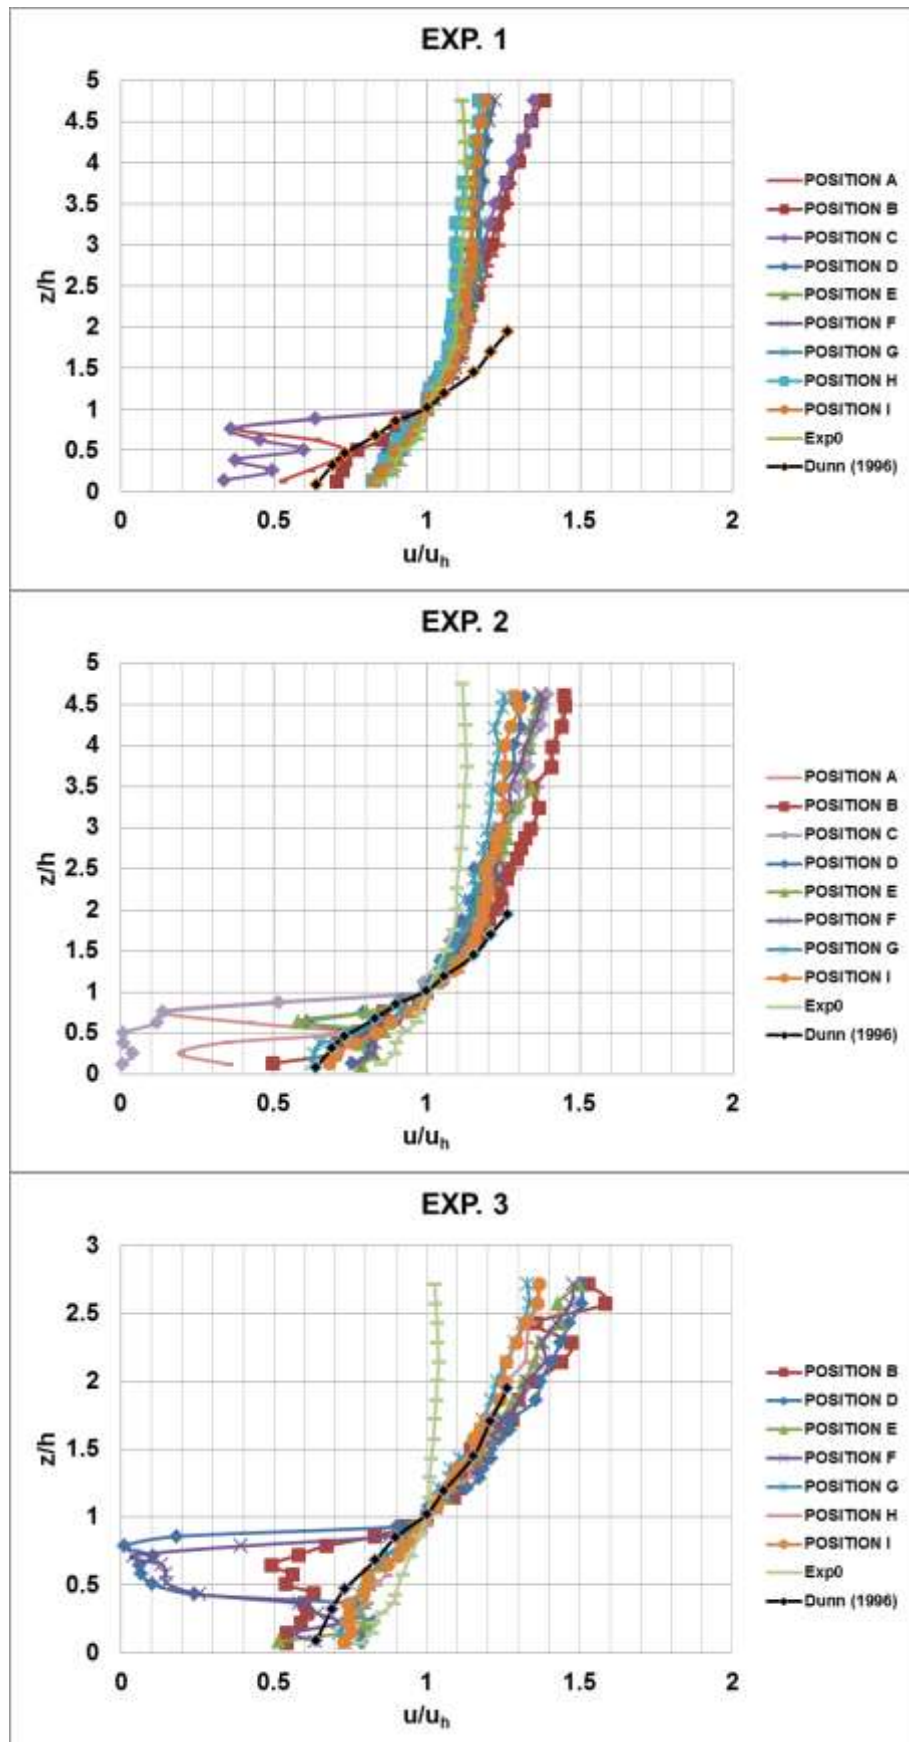 EXP. 1
5
4.5
4
3.5
3
2.5
2
1.5
1
0.5
0
z/h
0 0.5 1 1.5 2
u/uh
POSITION A
POSITION B
POSITION C
POSITION D
POSITION E
POSITION F
POSITION G
POSITION H
POSITION I
Exp0
Dunn (1996)
EXP. 2
5
4.5
4
3.5
3
2.5
2
1.5
1
0.5
0
z/h
0 0.5 1 1.5 2
u/uh
POSITION A
POSITION B
POSITION C
POSITION D
POSITION E
POSITION F
POSITION G
POSITION I
Exp0
Dunn (1996)
EXP. 3
3
2.5
2
1.5
1
0.5
0
z/h
0 0.5 1 1.5 2
u/uh
POSITION B
POSITION D
POSITION E
POSITION F
POSITION G
POSITION H
POSITION I
Exp0
Dunn (1996)